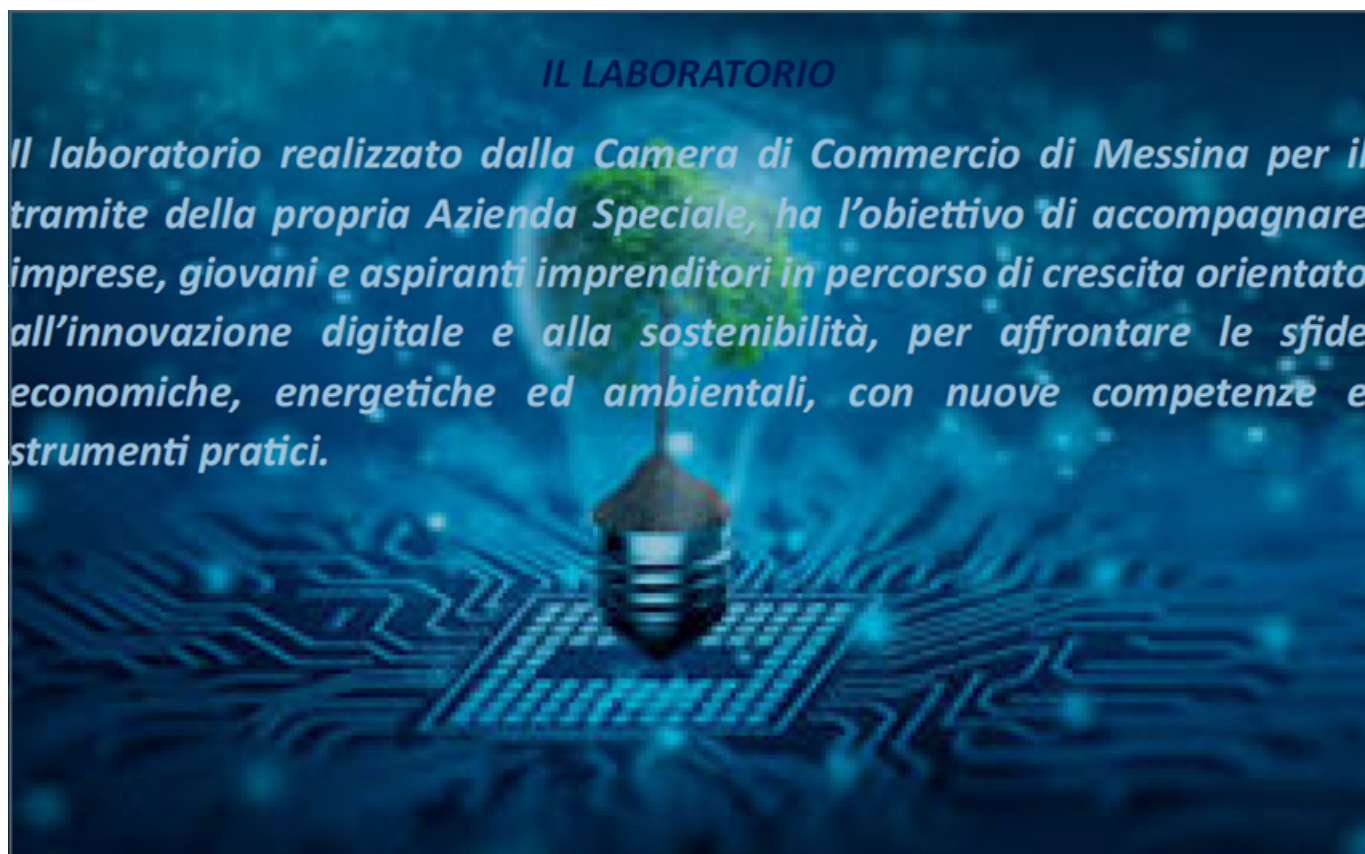 IL LABORATORIO
Il laboratorio realizzato dalla Camera di Commercio di Messina per il
tramite della propria Azienda Speciale, ha l’obiettivo di accompagnare
imprese, giovani e aspiranti imprenditori in percorso di crescita orientato
all’innovazione digitale e alla sostenibilità, per affrontare le sfide
economiche, energetiche ed ambientali, con nuove competenze e
strumenti pratici.